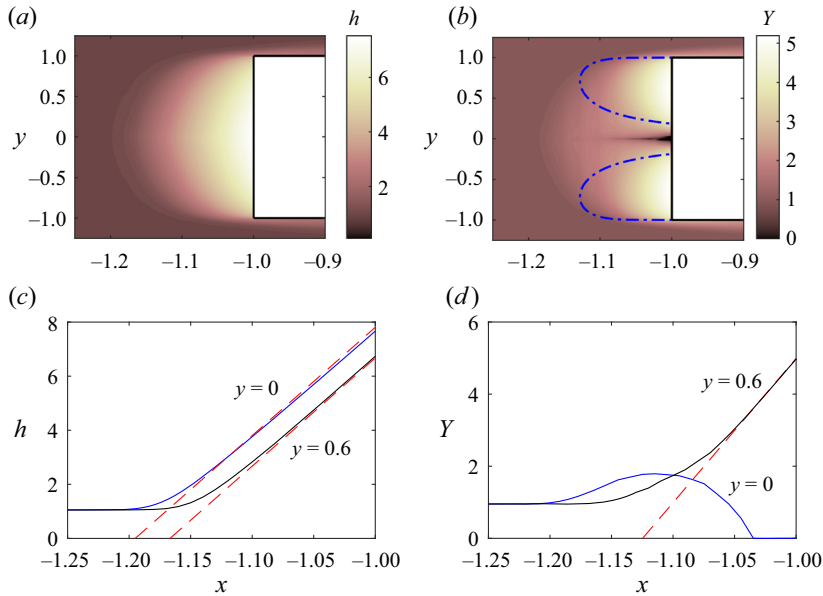 (a) h (b) Y
1.0 1.0 5
0.5 6 0.5 4
y 0 4 y 0 3
–0.5 –0.5 2
2 1
–1.0 –1.0 0
–1.2 –1.1 –1.0 –0.9 –1.2 –1.1 –1.0 –0.9
(c) (d)
8 6
6 y = 0 y = 0.6
4
h 4 Y
y = 0.6 2
2 y = 0
0 0
–1.25 –1.20 –1.15 –1.10 –1.05 –1.00 –1.25 –1.20 –1.15 –1.10 –1.05 –1.00
x x